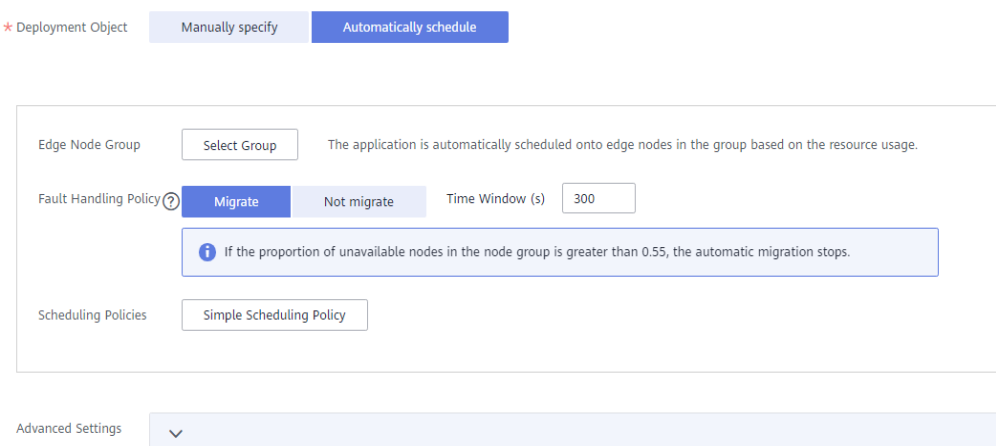 * Deployment Object Manually specify Automatically schedule
Edge Node Group Select Group The application is automatically scheduled onto edge nodes in the group based on the resource usage.
Fault Handling Policy ? Migrate Not migrate Time Window (s) 300
i If the proportion of unavailable nodes in the node group is greater than 0.55, the automatic migration stops.
Scheduling Policies Simple Scheduling Policy
Advanced Settings